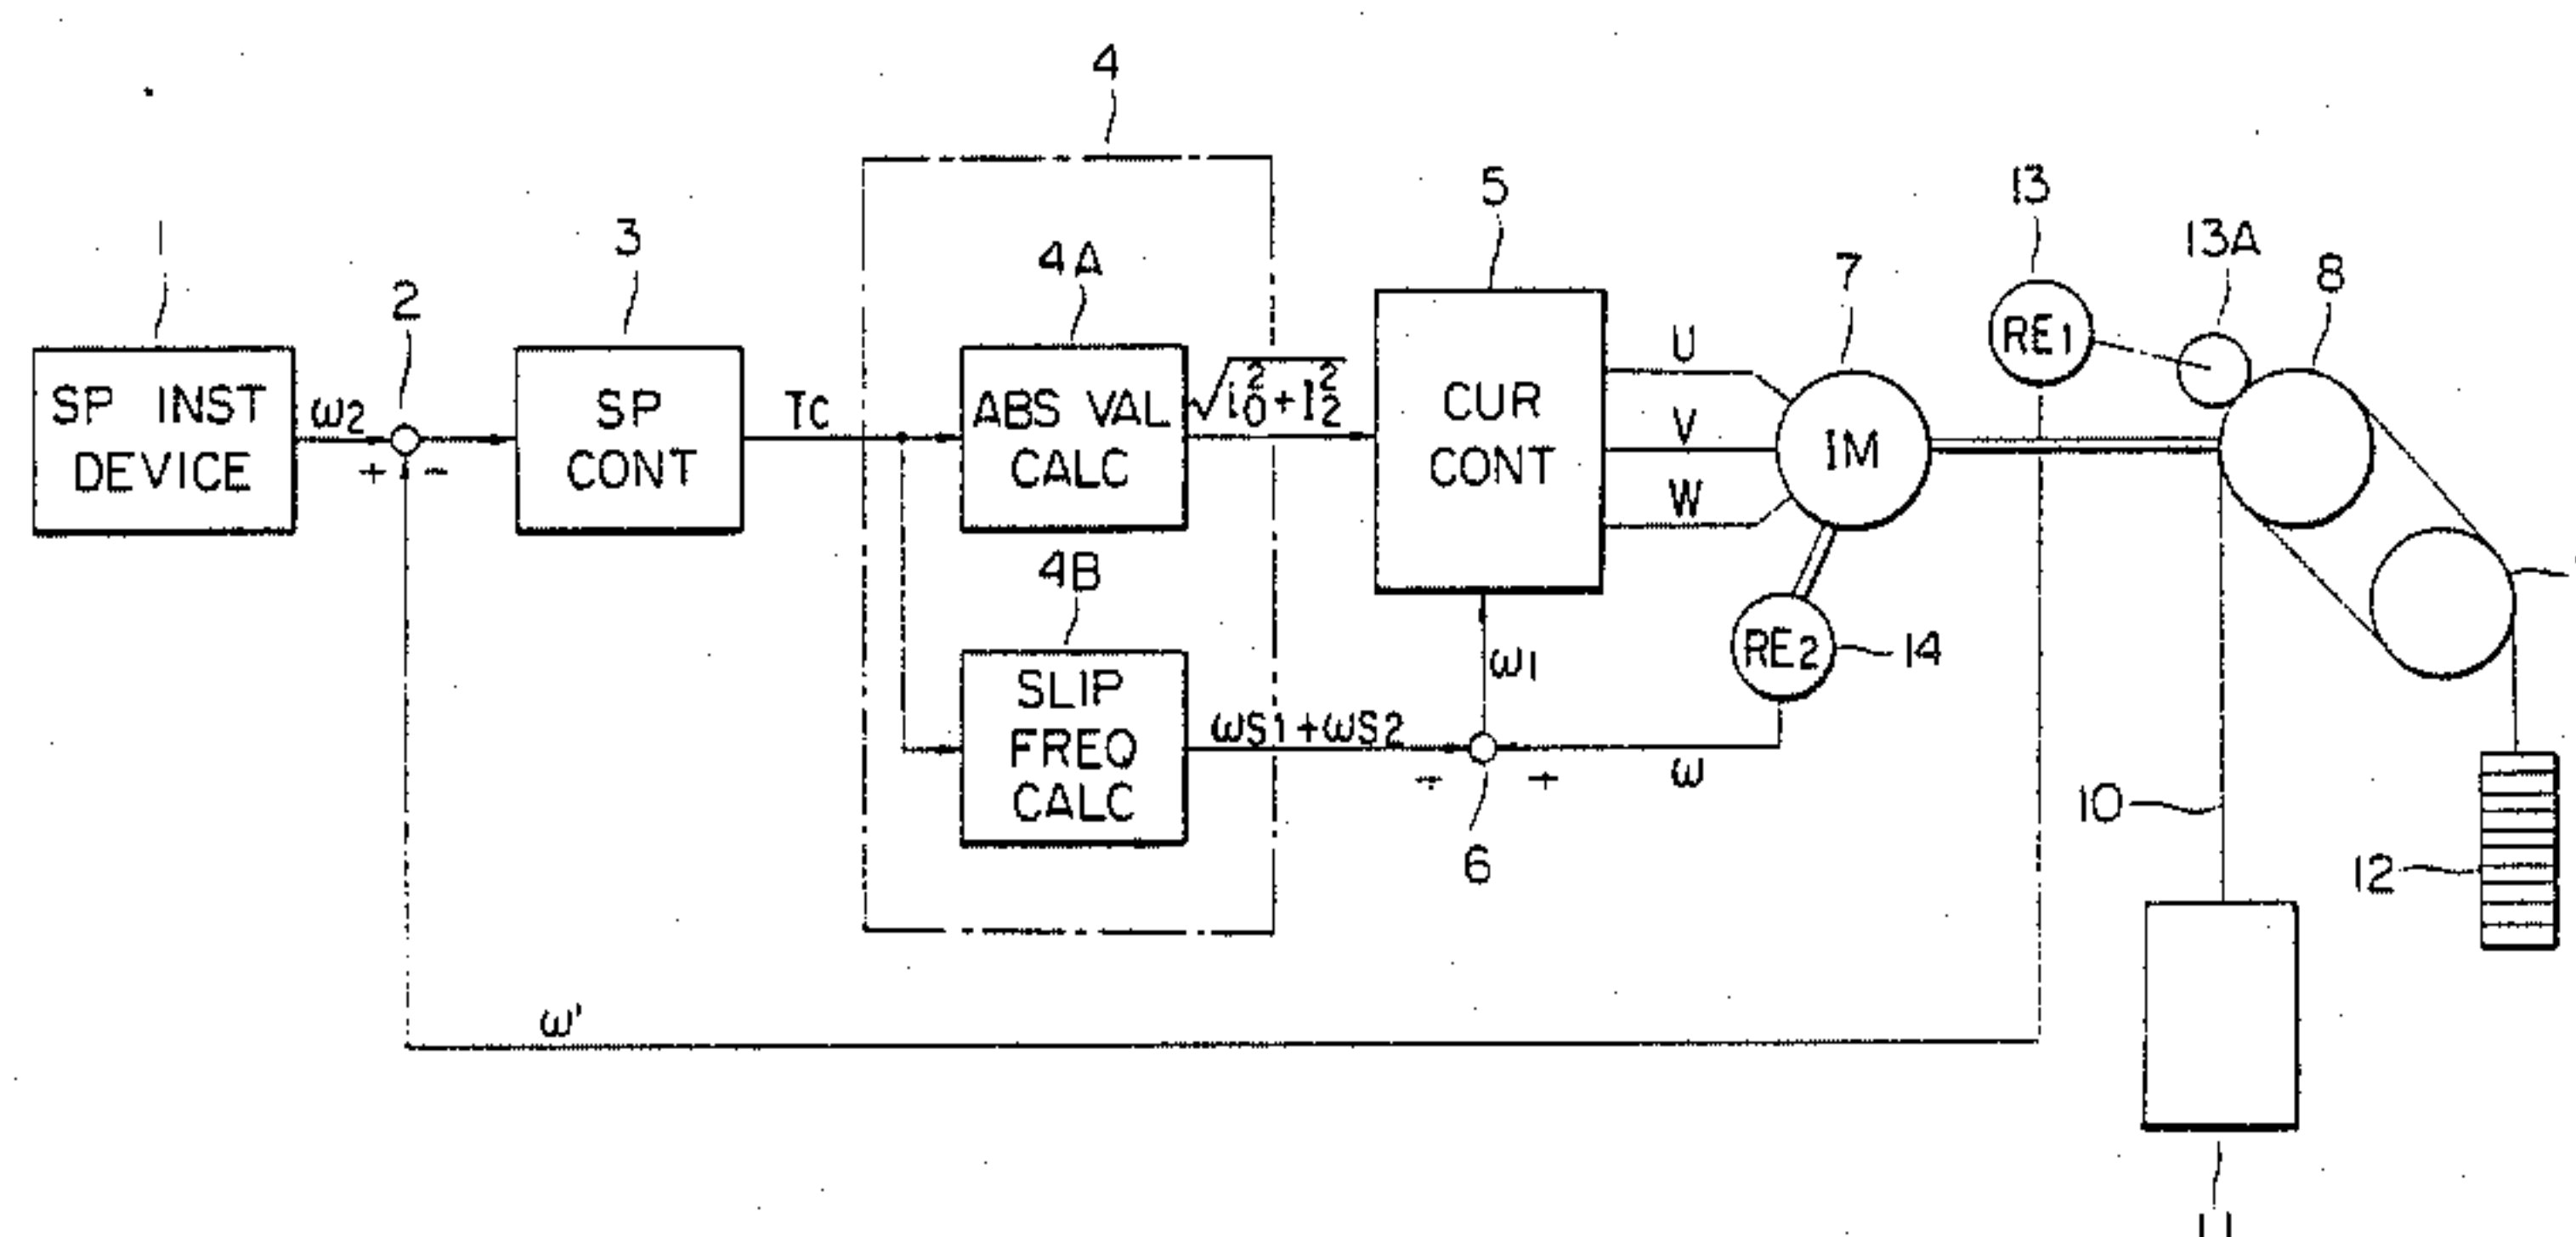 4
5
13
3
13A
4A
7
8
2
SP INST
DEVICE
ω2
+
-
SP
CONT
TC
ABS VAL
CALC
√i0²+I2²
CUR
CONT
U
V
W
IM
RE1
4B
SLIP
FREQ
CALC
ωS1+ωS2
ω1
RE2
14
+
+
ω
6
10
12
ω'
11